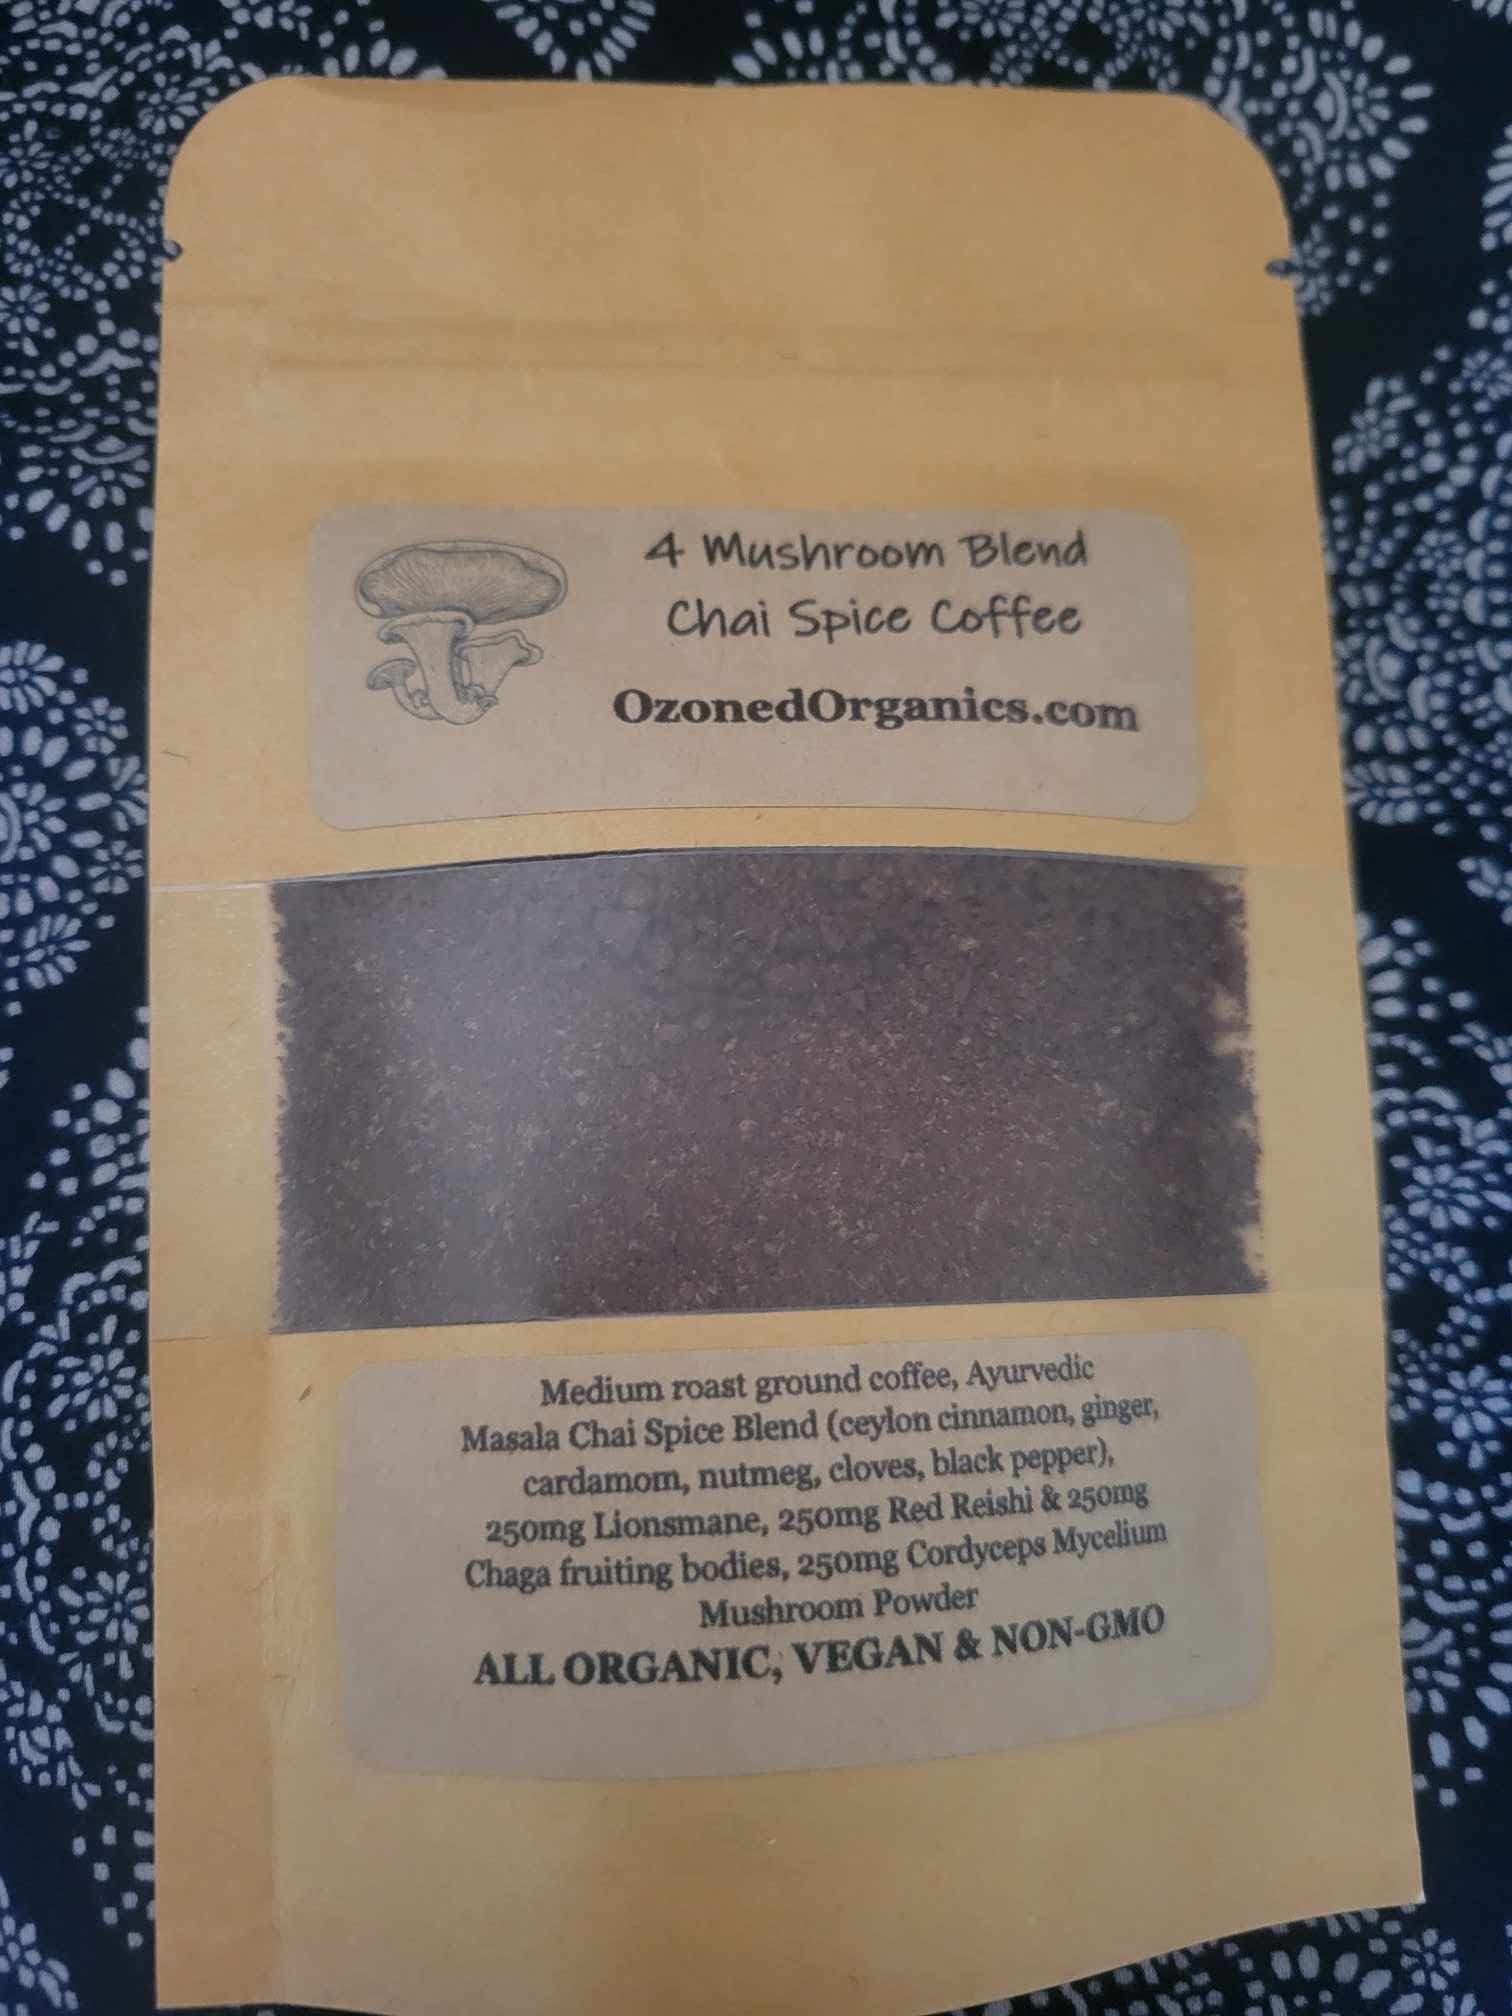 4 Mushroom Blend
Chai Spice Coffee
OzonedOrganics.com
Medium roast ground coffee, Ayurvedic
Masala Chai Spice Blend (ceylon cinnamon, ginger,
cardamom, nutmeg, cloves, black pepper),
250mg Lionsmane, 250mg Red Reishi & 250mg
Chaga fruiting bodies, 250mg Cordyceps Mycelium
Mushroom Powder
ALL ORGANIC, VEGAN & NON-GMO